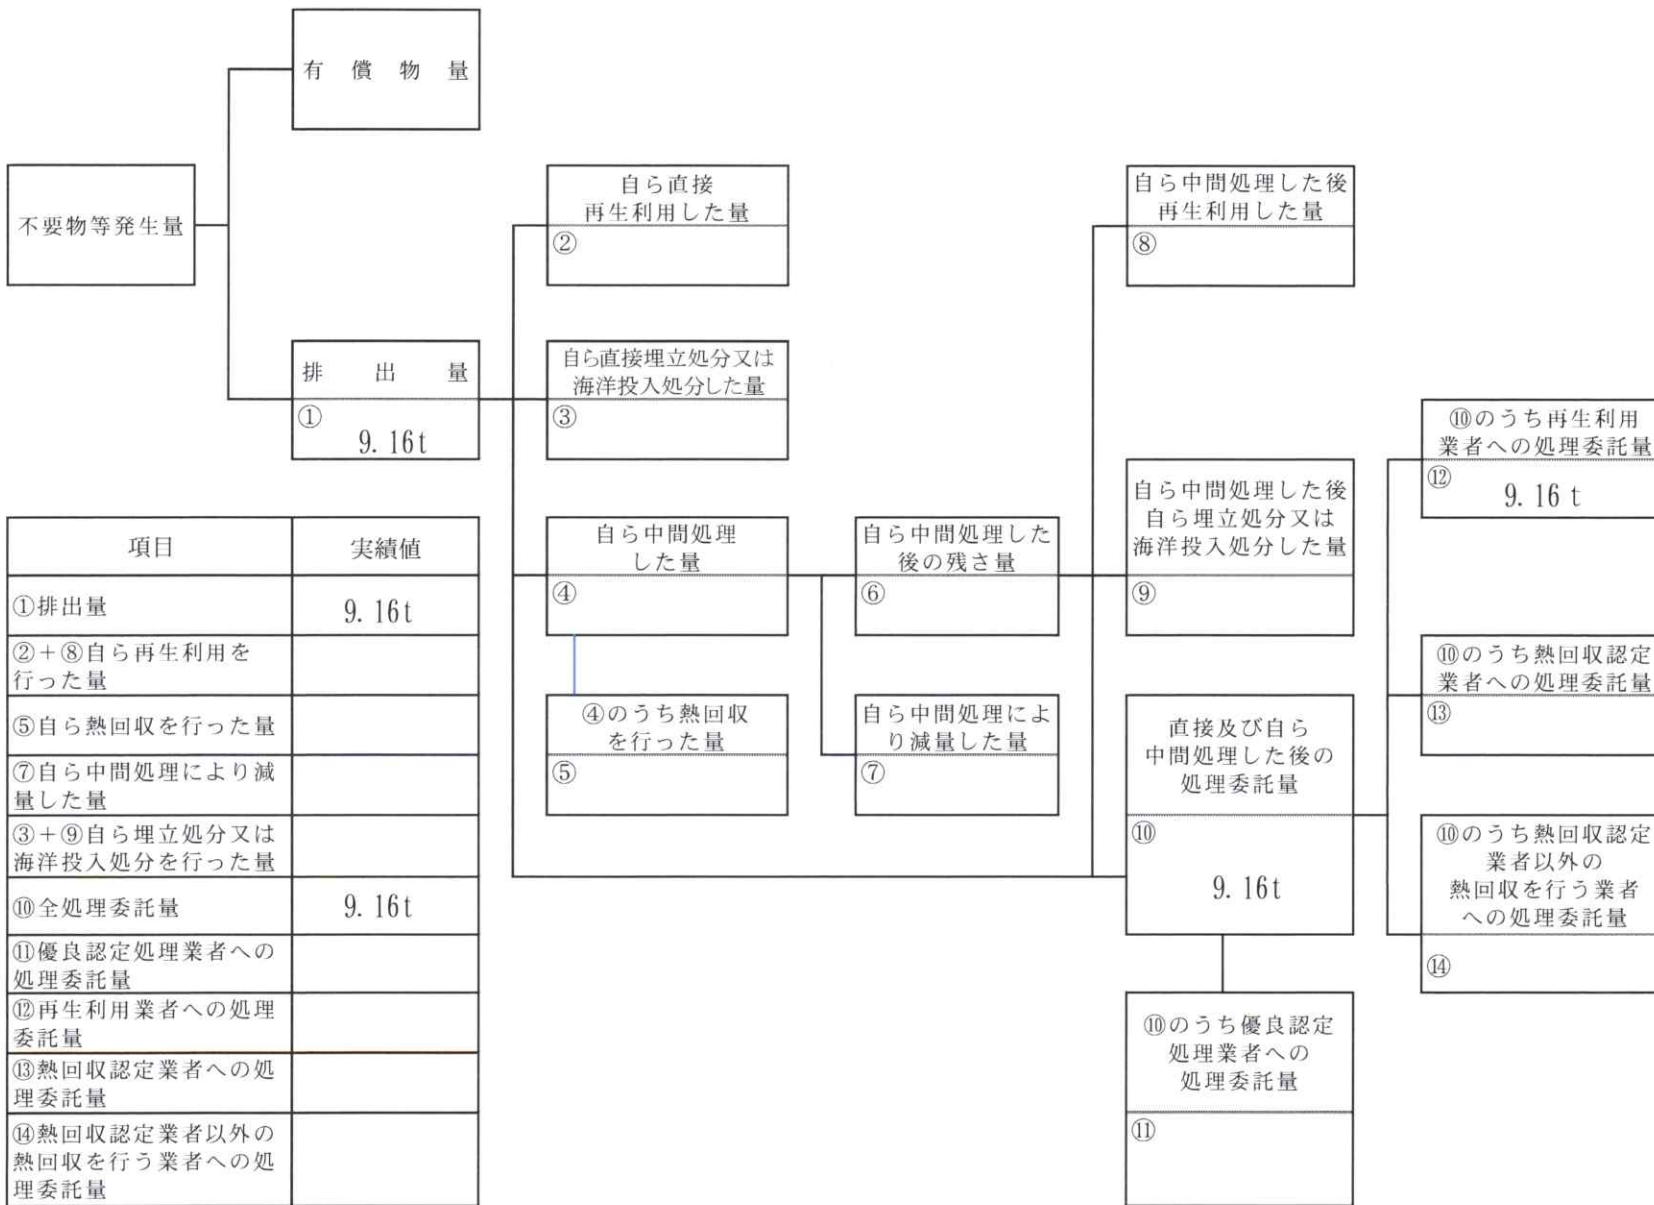 有償物量
不要物等発生量
排出量
①
9.16t
自ら直接
再生利用した量
②
自ら直接埋立処分又は
海洋投入処分した量
③
自ら中間処理
した量
④
④のうち熱回収
を行った量
⑤
自ら中間処理した
後の残さ量
⑥
自ら中間処理によ
り減量した量
⑦
自ら中間処理した後
再生利用した量
⑧
自ら中間処理した後
自ら埋立処分又は
海洋投入処分した量
⑨
直接及び自ら
中間処理した後の
処理委託量
⑩
9.16t
⑩のうち優良認定
処理業者への
処理委託量
⑪
⑩のうち再生利用
業者への処理委託量
⑫
9.16 t
⑩のうち熱回収認定
業者への処理委託量
⑬
⑩のうち熱回収認定
業者以外の
熱回収を行う業者
への処理委託量
⑭
項目 実績値
①排出量 9.16t
②+⑧自ら再生利用を
行った量
⑤自ら熱回収を行った量
⑦自ら中間処理により減
量した量
③+⑨自ら埋立処分又は
海洋投入処分を行った量
⑩全処理委託量 9.16t
⑪優良認定処理業者への
処理委託量
⑫再生利用業者への処理
委託量
⑬熱回収認定業者への処
理委託量
⑭熱回収認定業者以外の
熱回収を行う業者への処
理委託量